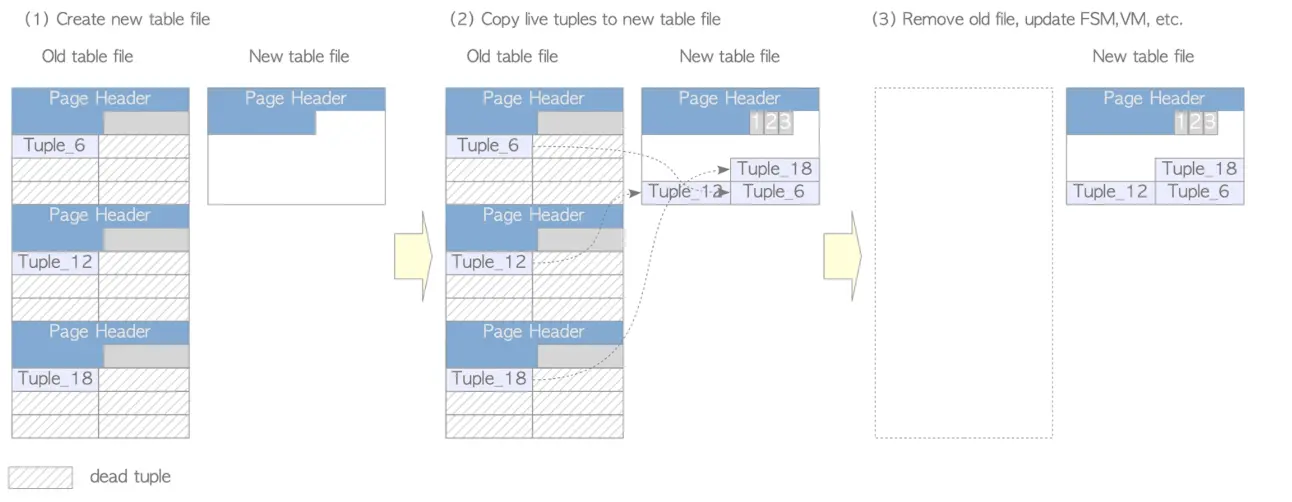 (1) Create new table file
Old table file
New table file
Page Header
Page Header
Tuple_6
Page Header
Tuple_12
Page Header
Tuple_18
(2) Copy live tuples to new table file
Old table file
New table file
Page Header
Page Header
1 2 3
Tuple_6
Tuple_18
Tuple_12
Tuple_6
Page Header
Tuple_12
Page Header
Tuple_18
(3) Remove old file, update FSM,VM, etc.
New table file
Page Header
1 2 3
Tuple_18
Tuple_12
Tuple_6
dead tuple